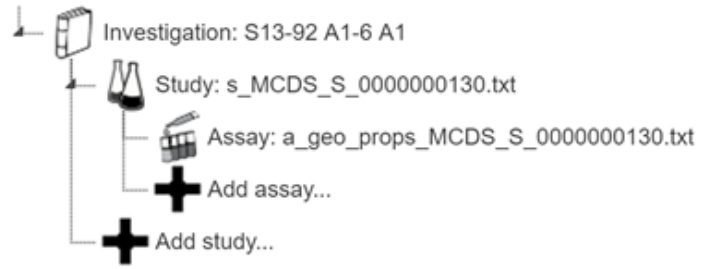 Investigation: S13-92 A1-6 A1
Study: s_MCDS_S_0000000130.txt
Assay: a_geo_props_MCDS_S_0000000130.txt
Add assay...
Add study...